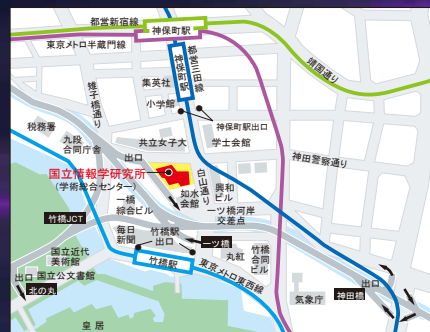 都営新宿線
神保町駅
東京メトロ半蔵門線
靖国通り
神保町駅
都営三田線
雉子橋通り
集英社
小学館
神保町駅出口
税務署
九段
合同庁舎
共立女子大
学士会館
神田警察通り
出口
国立情報学研究所
(学術総合センター)
白山通り
如水
会館
興和
ビル
一橋
綜合ビル
一ツ橋河岸
交差点
竹橋JCT
毎日
新聞
竹橋駅
出口
一ツ橋
国立近代
美術館
竹橋駅
東京メトロ東西線
丸紅
竹橋
合同
ビル
国立公文書館
出口
北の丸
気象庁
出口
神田橋
皇居